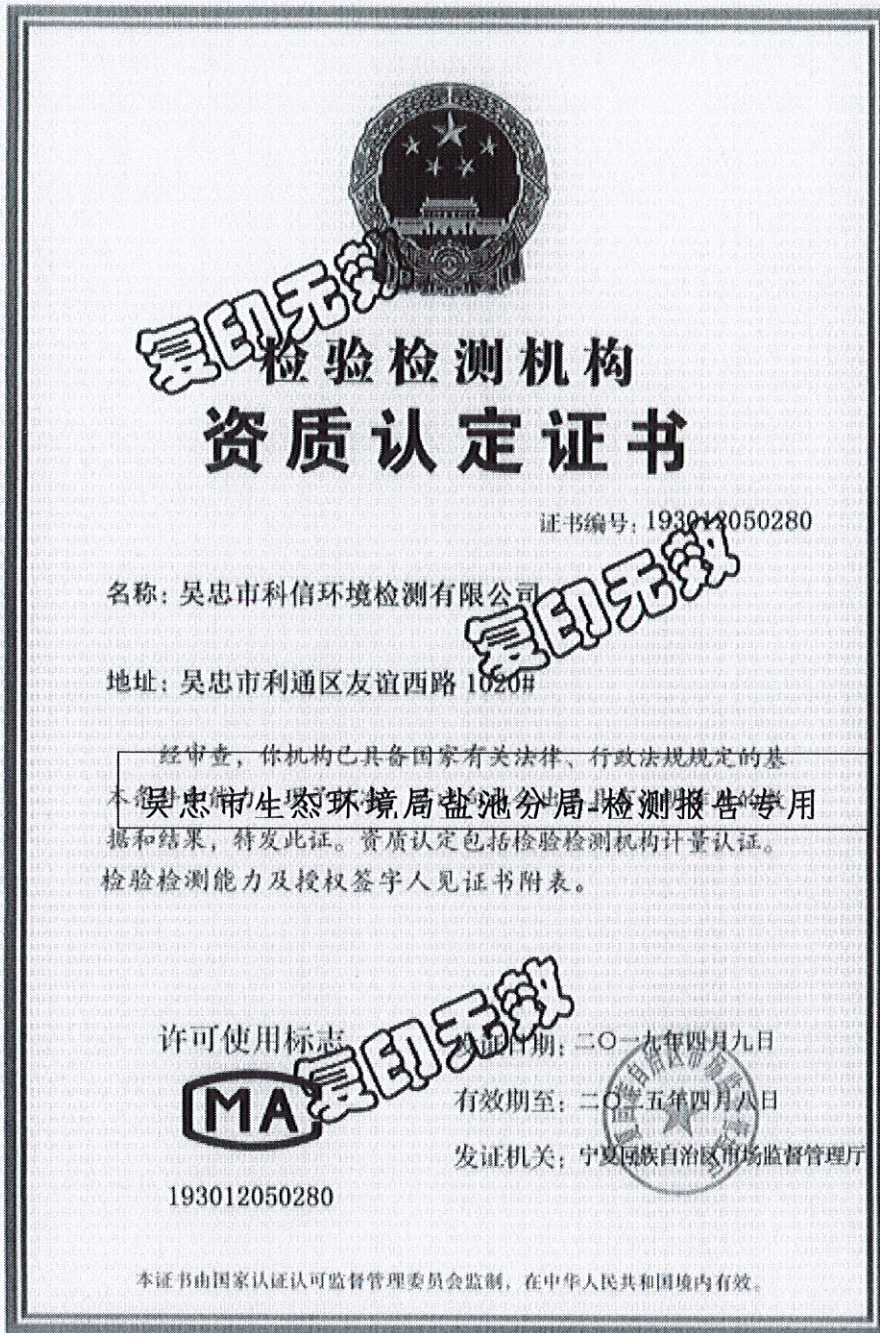 复印无效
检验检测机构
资质认定证书
证书编号: 193012050280
名称: 吴忠市科信环境检测有限公司
复印无效
地址: 吴忠市利通区友谊西路 1020#
经审查, 你机构已具备国家有关法律、行政法规规定的基
吴忠市生态环境局盐池分局-检测报告专用
据和结果, 特发此证。资质认定包括检验检测机构计量认证。
检验检测能力及授权签字人见证书附表。
许可使用标志
复印无效
发证日期: 二〇一九年四月九日
MA
有效期至: 二〇二五年四月八日
发证机关: 宁夏回族自治区市场监督管理厅
193012050280
本证书由国家认证认可监督管理委员会监制, 在中华人民共和国境内有效。